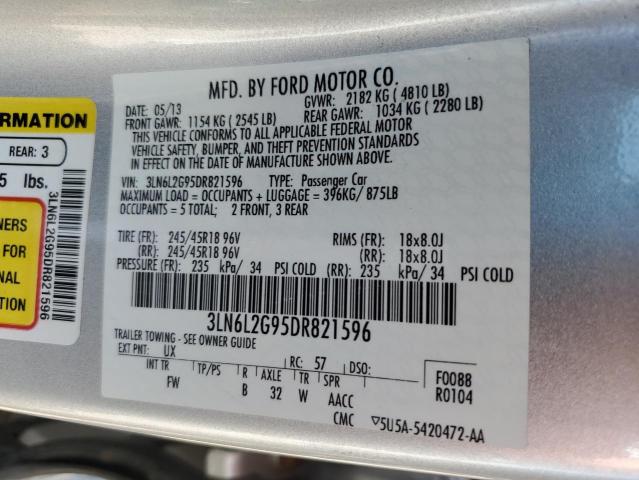 MFD. BY FORD MOTOR CO.
DATE: 05/13 GVWR: 2182 KG ( 4810 LB)
FRONT GAWR: 1154 KG ( 2545 LB) REAR GAWR: 1034 KG ( 2280 LB)
THIS VEHICLE CONFORMS TO ALL APPLICABLE FEDERAL MOTOR
VEHICLE SAFETY, BUMPER, AND THEFT PREVENTION STANDARDS
IN EFFECT ON THE DATE OF MANUFACTURE SHOWN ABOVE.
VIN: 3LN6L2G95DR821596 TYPE: Passenger Car
MAXIMUM LOAD = OCCUPANTS + LUGGAGE = 396KG/ 875LB
OCCUPANTS = 5 TOTAL; 2 FRONT, 3 REAR
TIRE (FR): 245/45R18 96V RIMS (FR): 18x8.0J
(RR): 245/45R18 96V (RR): 18x8.0J
PRESSURE (FR): 235 kPa/ 34 PSI COLD (RR): 235 kPa/ 34 PSI COLD
3LN6L2G95DR821596
TRAILER TOWING - SEE OWNER GUIDE
EXT PNT: UX RC: 57 DSO:
INT TR TP/PS R AXLE TR SPR
FW B 32 W AACC
F0088
R0104
CMC ▽5U5A-5420472-AA
ORMATION
REAR: 3
5 lbs.
NERS
FOR
NAL
TION
3LN6L2G95DR821596